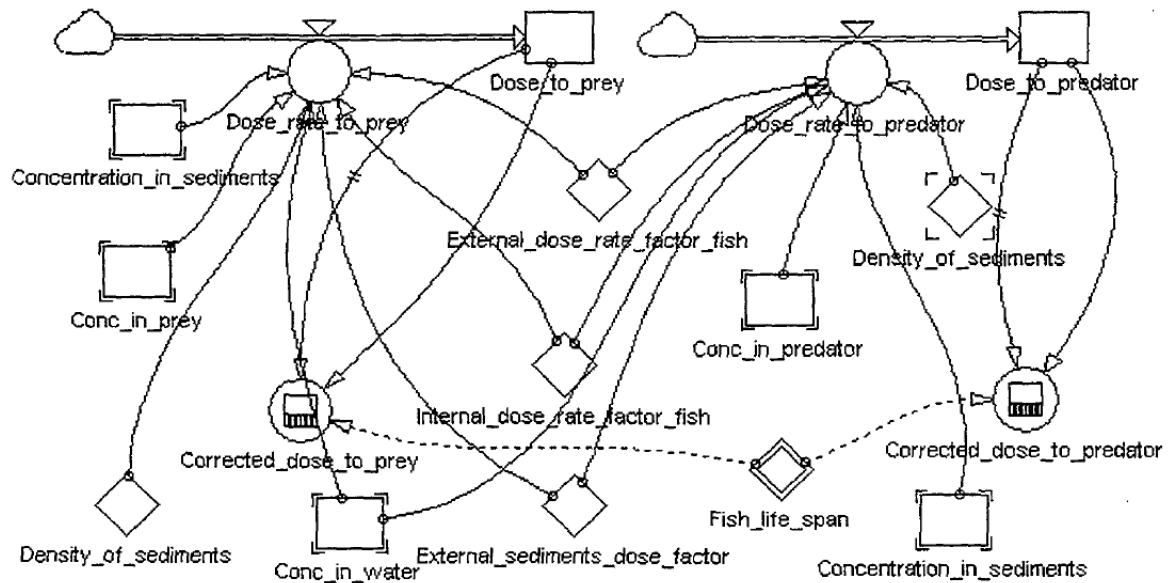 Dose_to_prey
Dose_to_predator
Dose_rate_to_prey
Dose_rate_to_predator
Concentration_in_sediments
External_dose_rate_factor_fish
Density_of_sediments
Conc_in_prey
Conc_in_predator
Internal_dose_rate_factor_fish
Corrected_dose_to_prey
Corrected_dose_to_predator
Fish_life_span
Density_of_sediments
Conc_in_water
External_sediments_dose_factor
Concentration_in_sediments